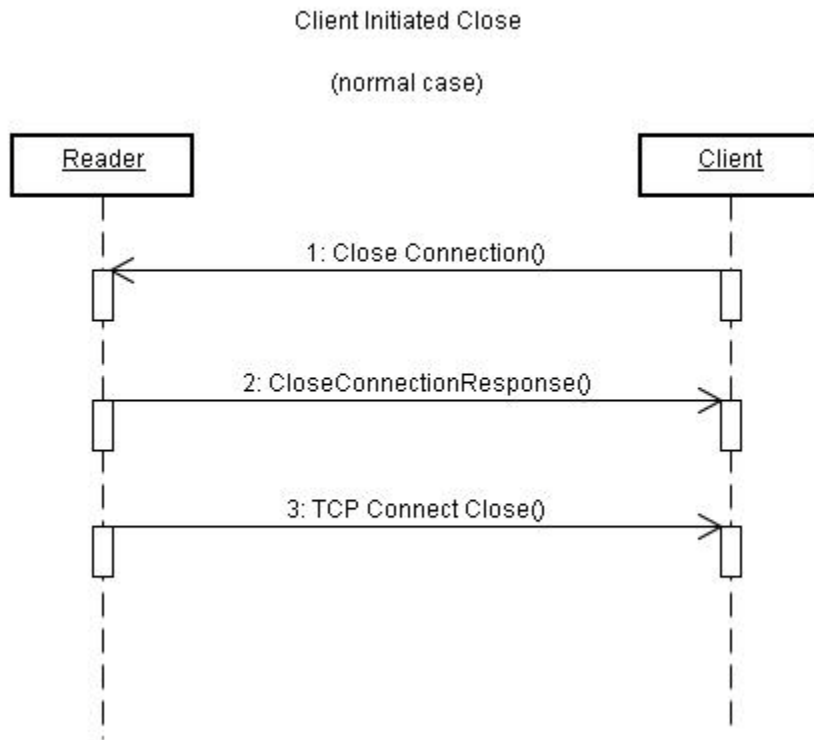 Client Initiated Close
(normal case)
Reader
Client
1: Close Connection()
2: CloseConnectionResponse()
3: TCP Connect Close()